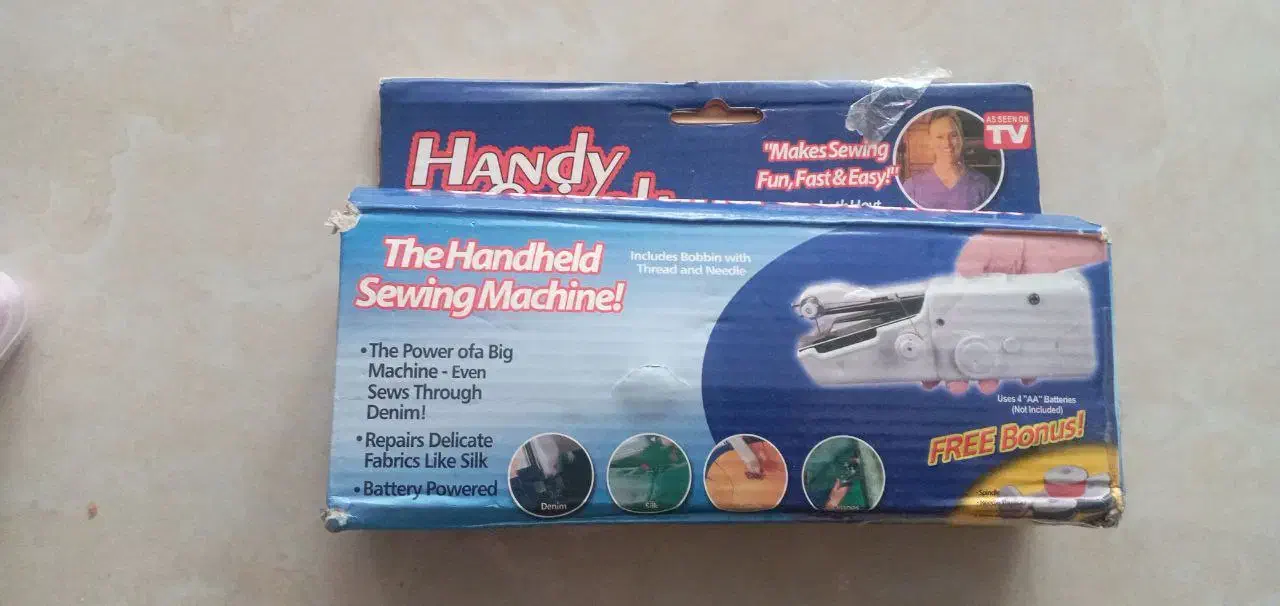 Handy
"Makes Sewing
Fun, Fast & Easy!"
AS SEEN ON
TV
Hoyt
The Handheld
Sewing Machine!
Includes Bobbin with
Thread and Needle
•The Power ofa Big
Machine - Even
Sews Through
Denim!
•Repairs Delicate
Fabrics Like Silk
•Battery Powered
Uses 4 "AA" Batteries
(Not Included)
FREE Bonus!
Denim
Silk
•Spindle